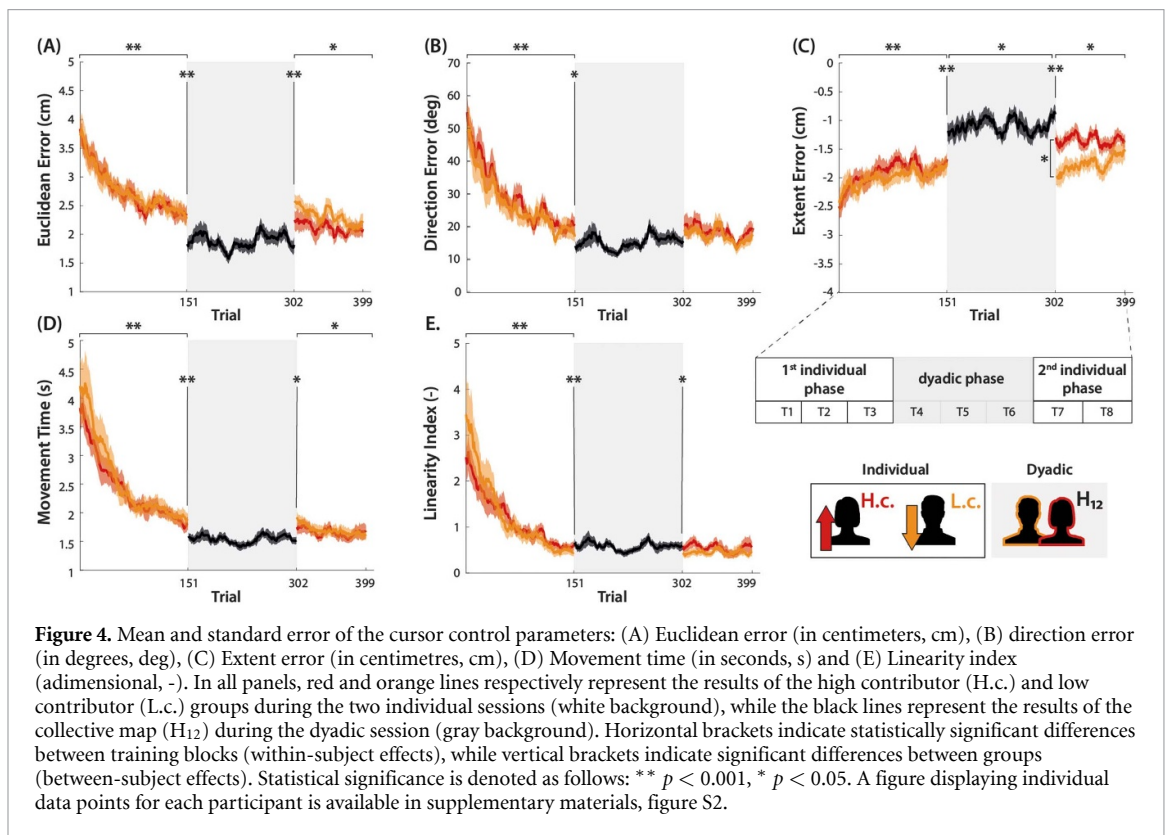 (A)
**
*
5
4.5
4
3.5
3
2.5
2
1.5
1
Euclidean Error (cm)
**
**
151
302
399
Trial
(B)
**
70
60
50
40
30
20
10
0
Direction Error (deg)
*
151
302
399
Trial
(C)
**
*
*
0
-0.5
-1
-1.5
-2
-2.5
-3
-3.5
-4
Extent Error (cm)
**
**
*
151
302
399
Trial
(D)
**
*
5
4.5
4
3.5
3
2.5
2
1.5
1
Movement Time (s)
**
*
151
302
399
Trial
E.
**
5
4
3
2
1
0
Linearity Index (-)
**
*
151
302
399
Trial
1st individual phase
dyadic phase
2nd individual phase
T1 T2 T3 T4 T5 T6 T7 T8
Individual
Dyadic
H.c.
L.c.
H12
Figure 4. Mean and standard error of the cursor control parameters: (A) Euclidean error (in centimeters, cm), (B) direction error
(in degrees, deg), (C) Extent error (in centimetres, cm), (D) Movement time (in seconds, s) and (E) Linearity index
(adimensional, -). In all panels, red and orange lines respectively represent the results of the high contributor (H.c.) and low
contributor (L.c.) groups during the two individual sessions (white background), while the black lines represent the results of the
collective map (H12) during the dyadic session (gray background). Horizontal brackets indicate statistically significant differences
between training blocks (within-subject effects), while vertical brackets indicate significant differences between groups
(between-subject effects). Statistical significance is denoted as follows: ** p < 0.001, * p < 0.05. A figure displaying individual
data points for each participant is available in supplementary materials, figure S2.